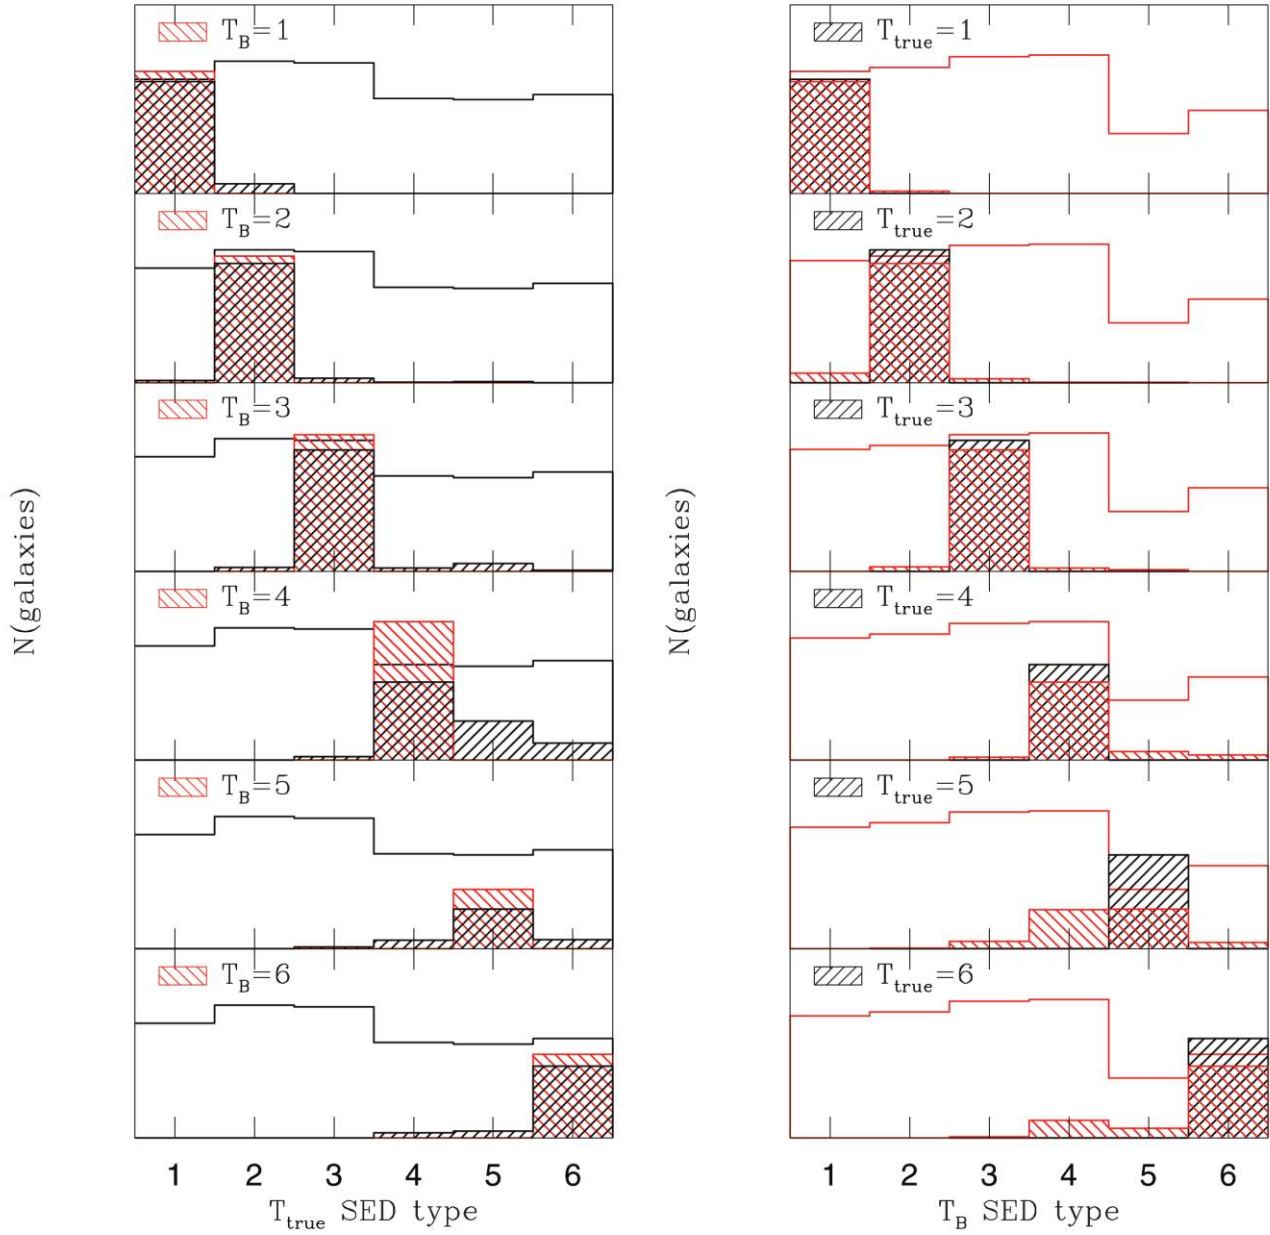 T_B=1
T_B=2
T_B=3
T_B=4
T_B=5
T_B=6
N(galaxies)
1 2 3 4 5 6
T_true SED type
T_true=1
T_true=2
T_true=3
T_true=4
T_true=5
T_true=6
N(galaxies)
1 2 3 4 5 6
T_B SED type